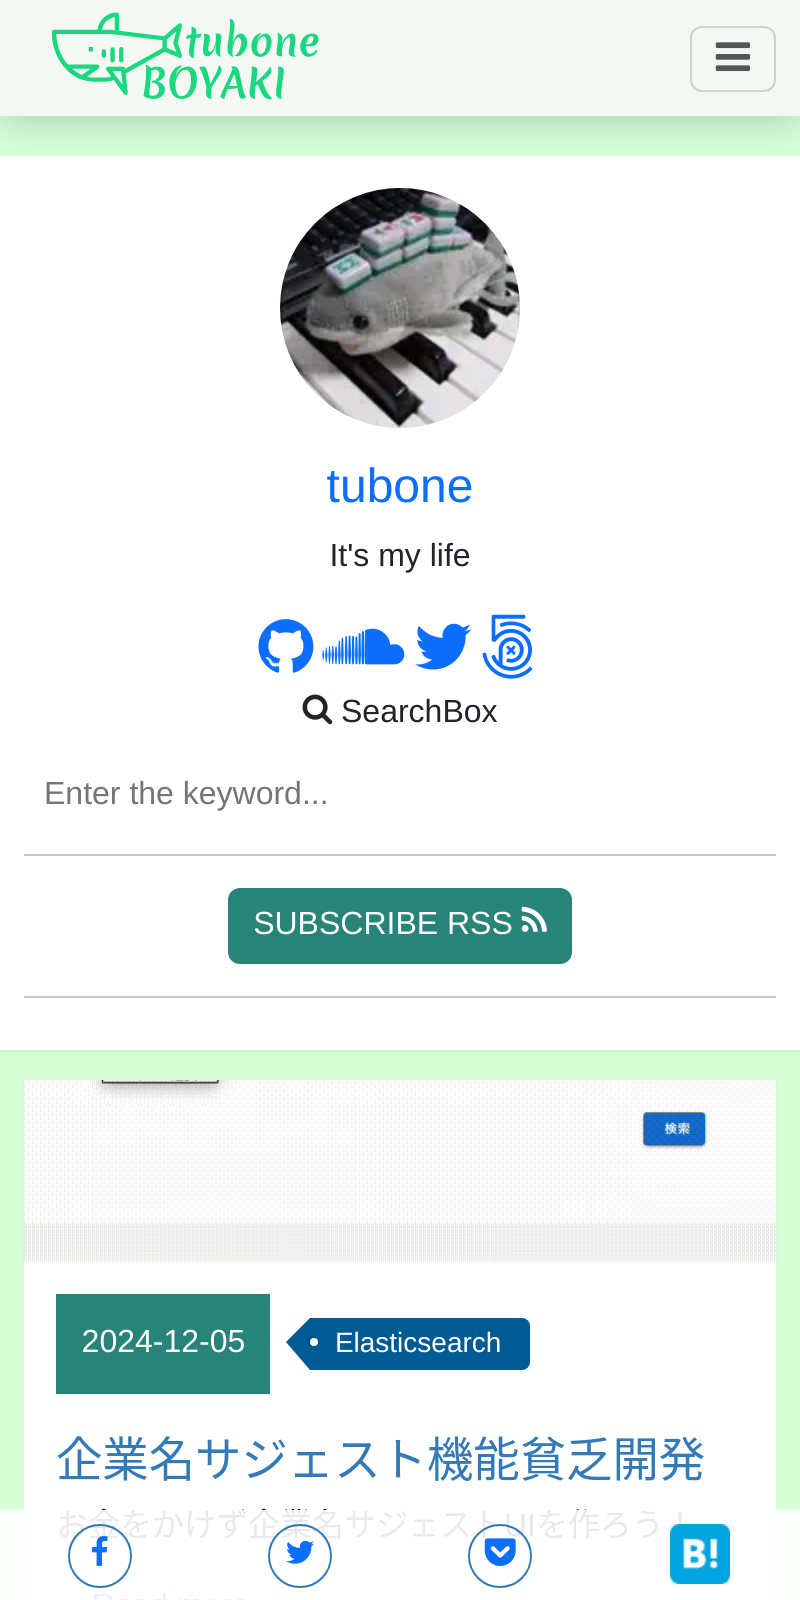 tubone
BOYAKI
tubone
It's my life
SearchBox
Enter the keyword...
SUBSCRIBE RSS
検索
2024-12-05
Elasticsearch
企業名サジェスト機能貧乏開発
お金をかけず企業名サジェストUIを作ろう！
Read more
B!